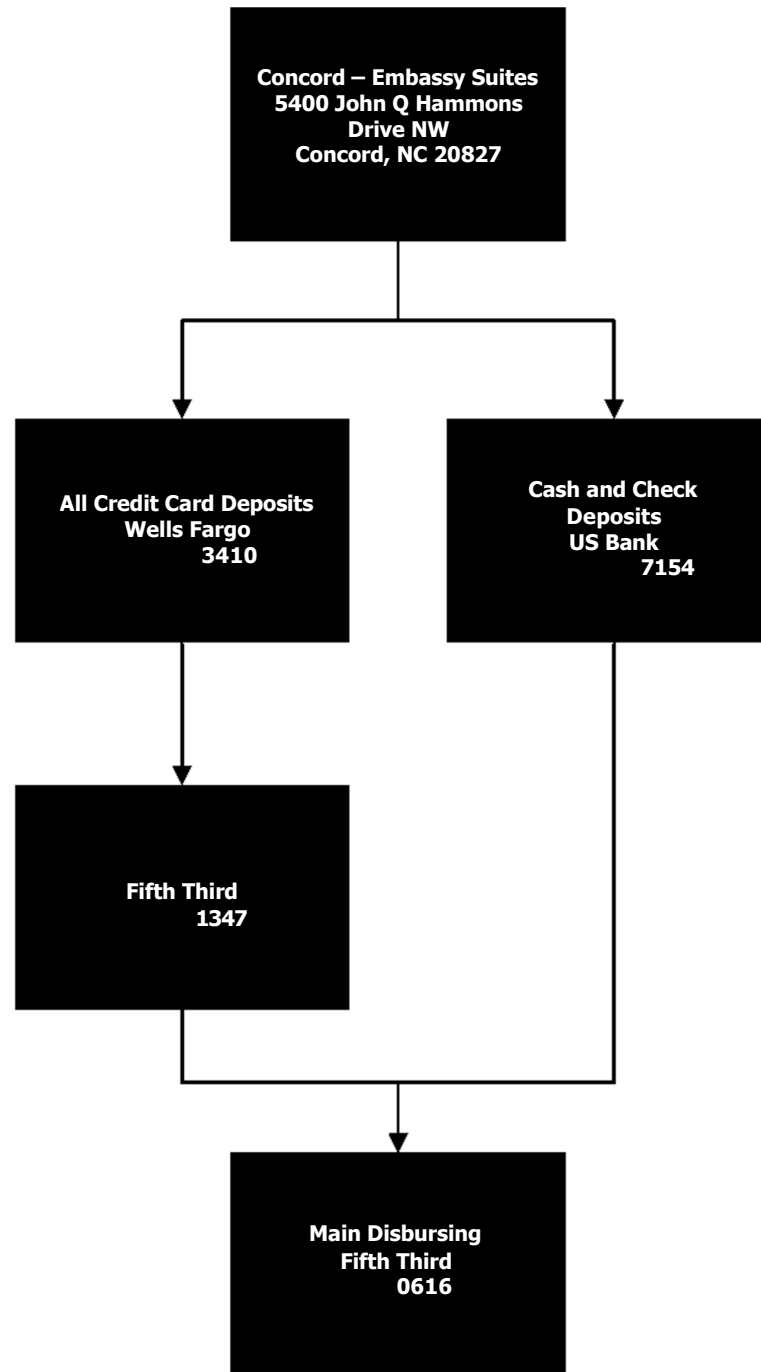 Concord – Embassy Suites
5400 John Q Hammons
Drive NW
Concord, NC 20827
All Credit Card Deposits
Wells Fargo
3410
Cash and Check
Deposits
US Bank
7154
Fifth Third
1347
Main Disbursing
Fifth Third
0616